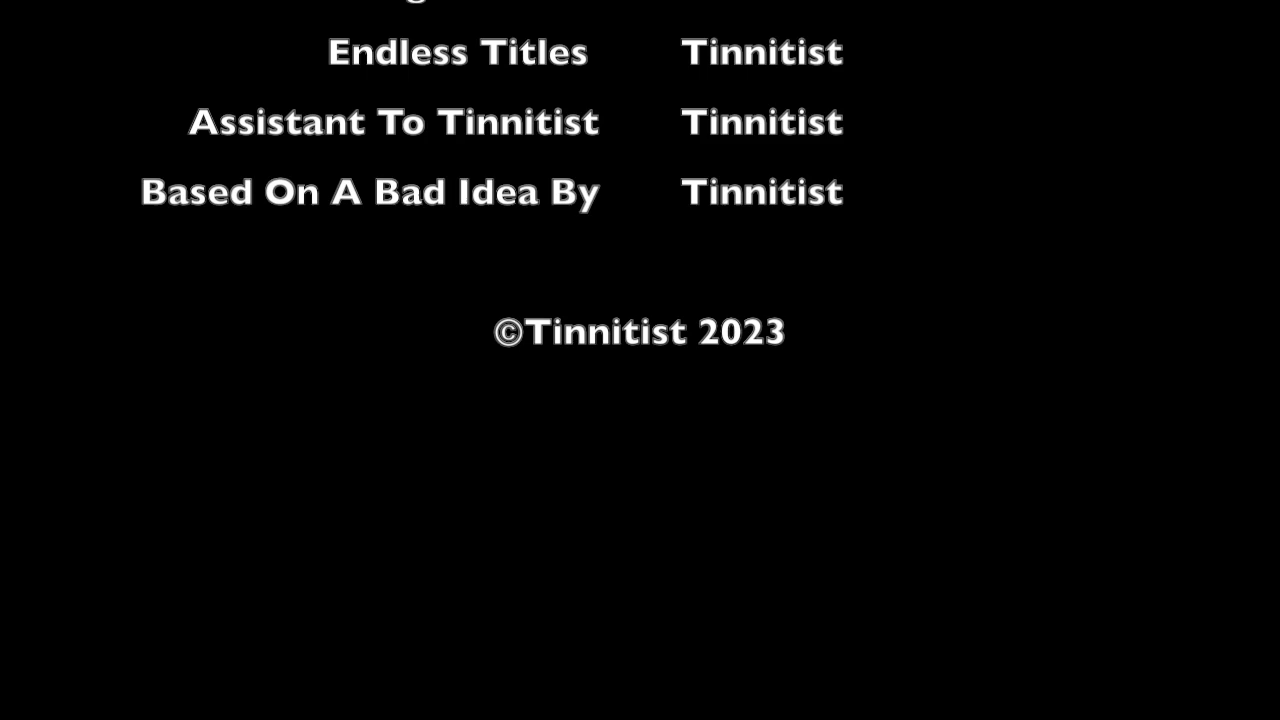 Endless Titles Tinnitist
Assistant To Tinnitist Tinnitist
Based On A Bad Idea By Tinnitist
©Tinnitist 2023